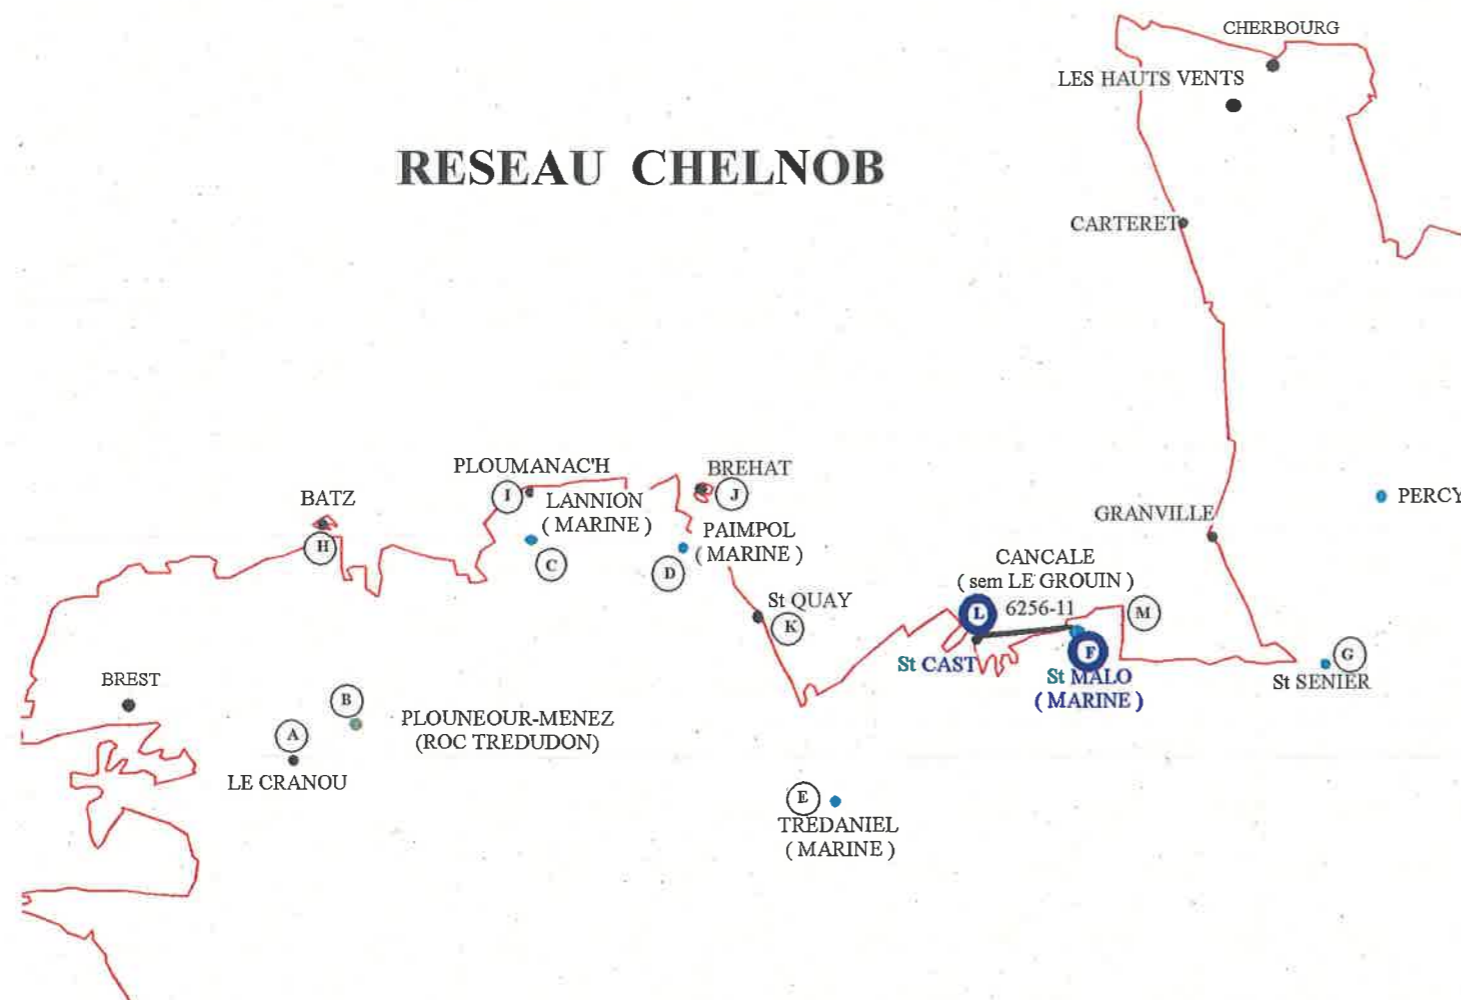 CHERBOURG
LES HAUTS VENTS
RESEAU CHELNOB
CARTERET
PLOUMANAC'H
BREHAT
I
J
BATZ
LANNION
( MARINE )
PERCY
H
GRANVILLE
PAIMPOL
( MARINE )
C
D
CANCALE
( sem LE GROUIN )
St QUAY
K
L
6256-11
M
F
G
St CAST
St MALO
( MARINE )
St SENIER
BREST
B
A
PLOUNEOUR-MENEZ
(ROC TREDUDON)
LE CRANOU
E
TREDANIEL
( MARINE )